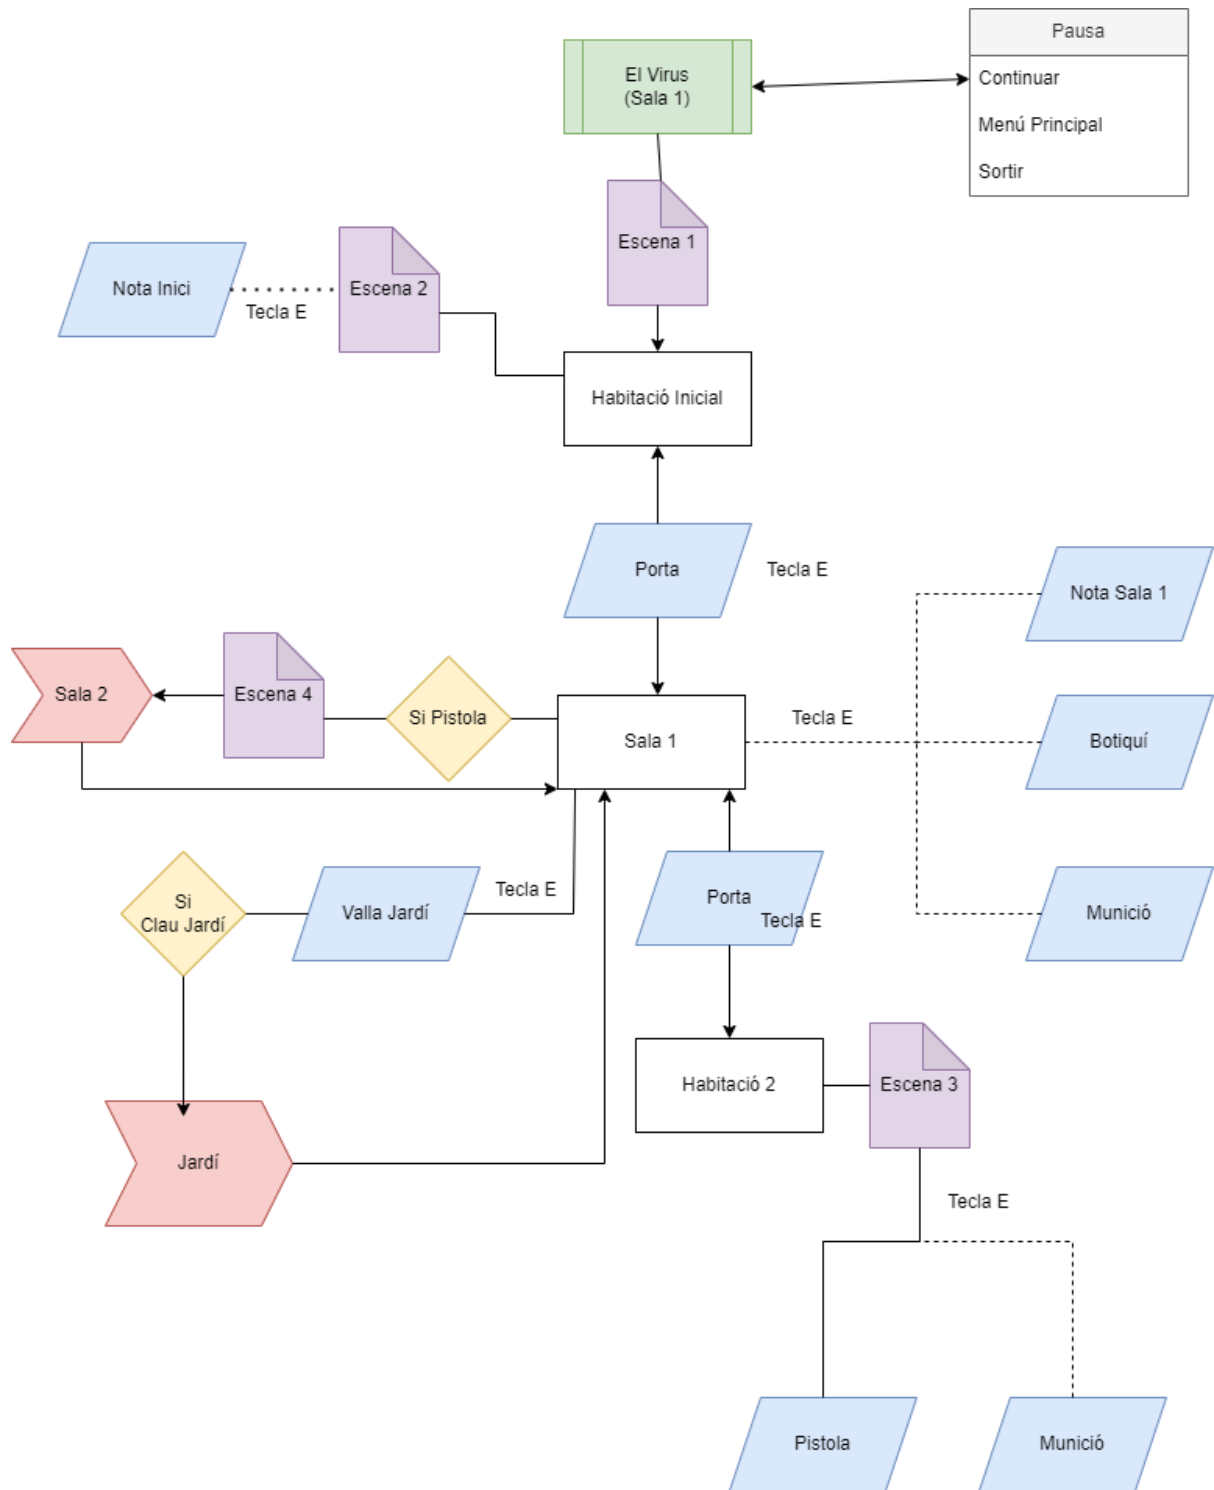 Pausa
El Virus
(Sala 1)
Continuar
Menú Principal
Sortir
Escena 1
Nota Inici
Tecla E
Escena 2
Habitació Inicial
Porta
Tecla E
Nota Sala 1
Sala 2
Escena 4
Si Pistola
Sala 1
Tecla E
Botiquí
Si
Clau Jardí
Valla Jardí
Tecla E
Porta
Tecla E
Munició
Habitació 2
Escena 3
Jardí
Tecla E
Pistola
Munició